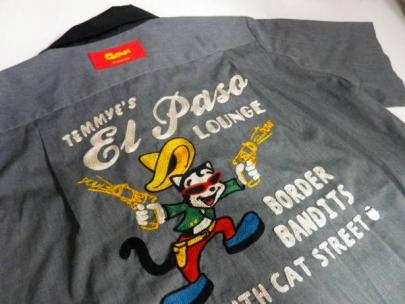 TEMMYE'S
El Paso
LOUNGE
BORDER
BANDITS
CAT STREET